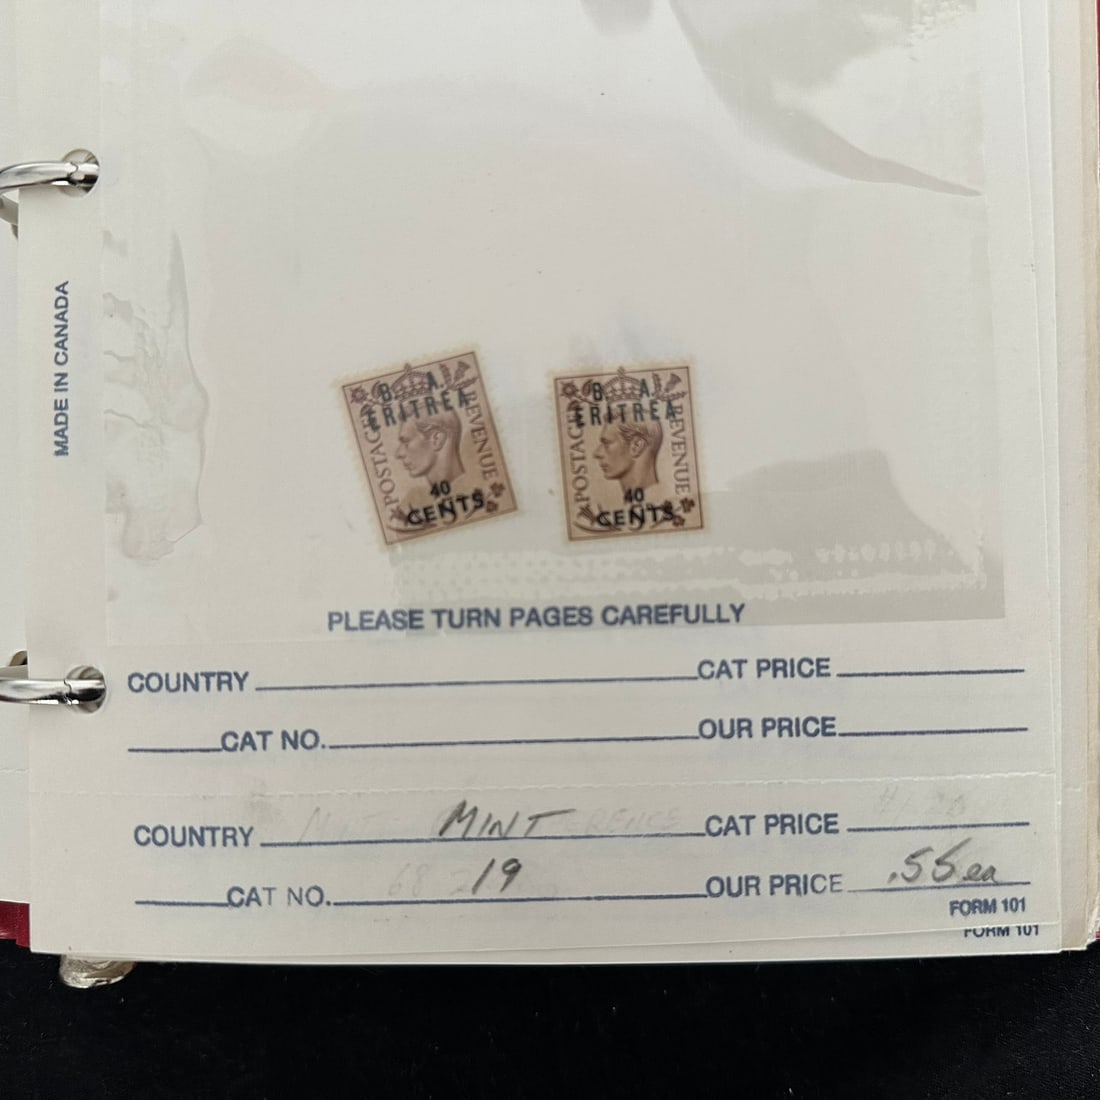 MADE IN CANADA
B. A.
ERITREA
POSTAGE
REVENUE
40
CENTS
B. A.
ERITREA
POSTAGE
REVENUE
40
CENTS
PLEASE TURN PAGES CAREFULLY
COUNTRY CAT PRICE
CAT NO. OUR PRICE
COUNTRY MINT CAT PRICE
CAT NO. 19 OUR PRICE .55 ea
FORM 101
FORM 101